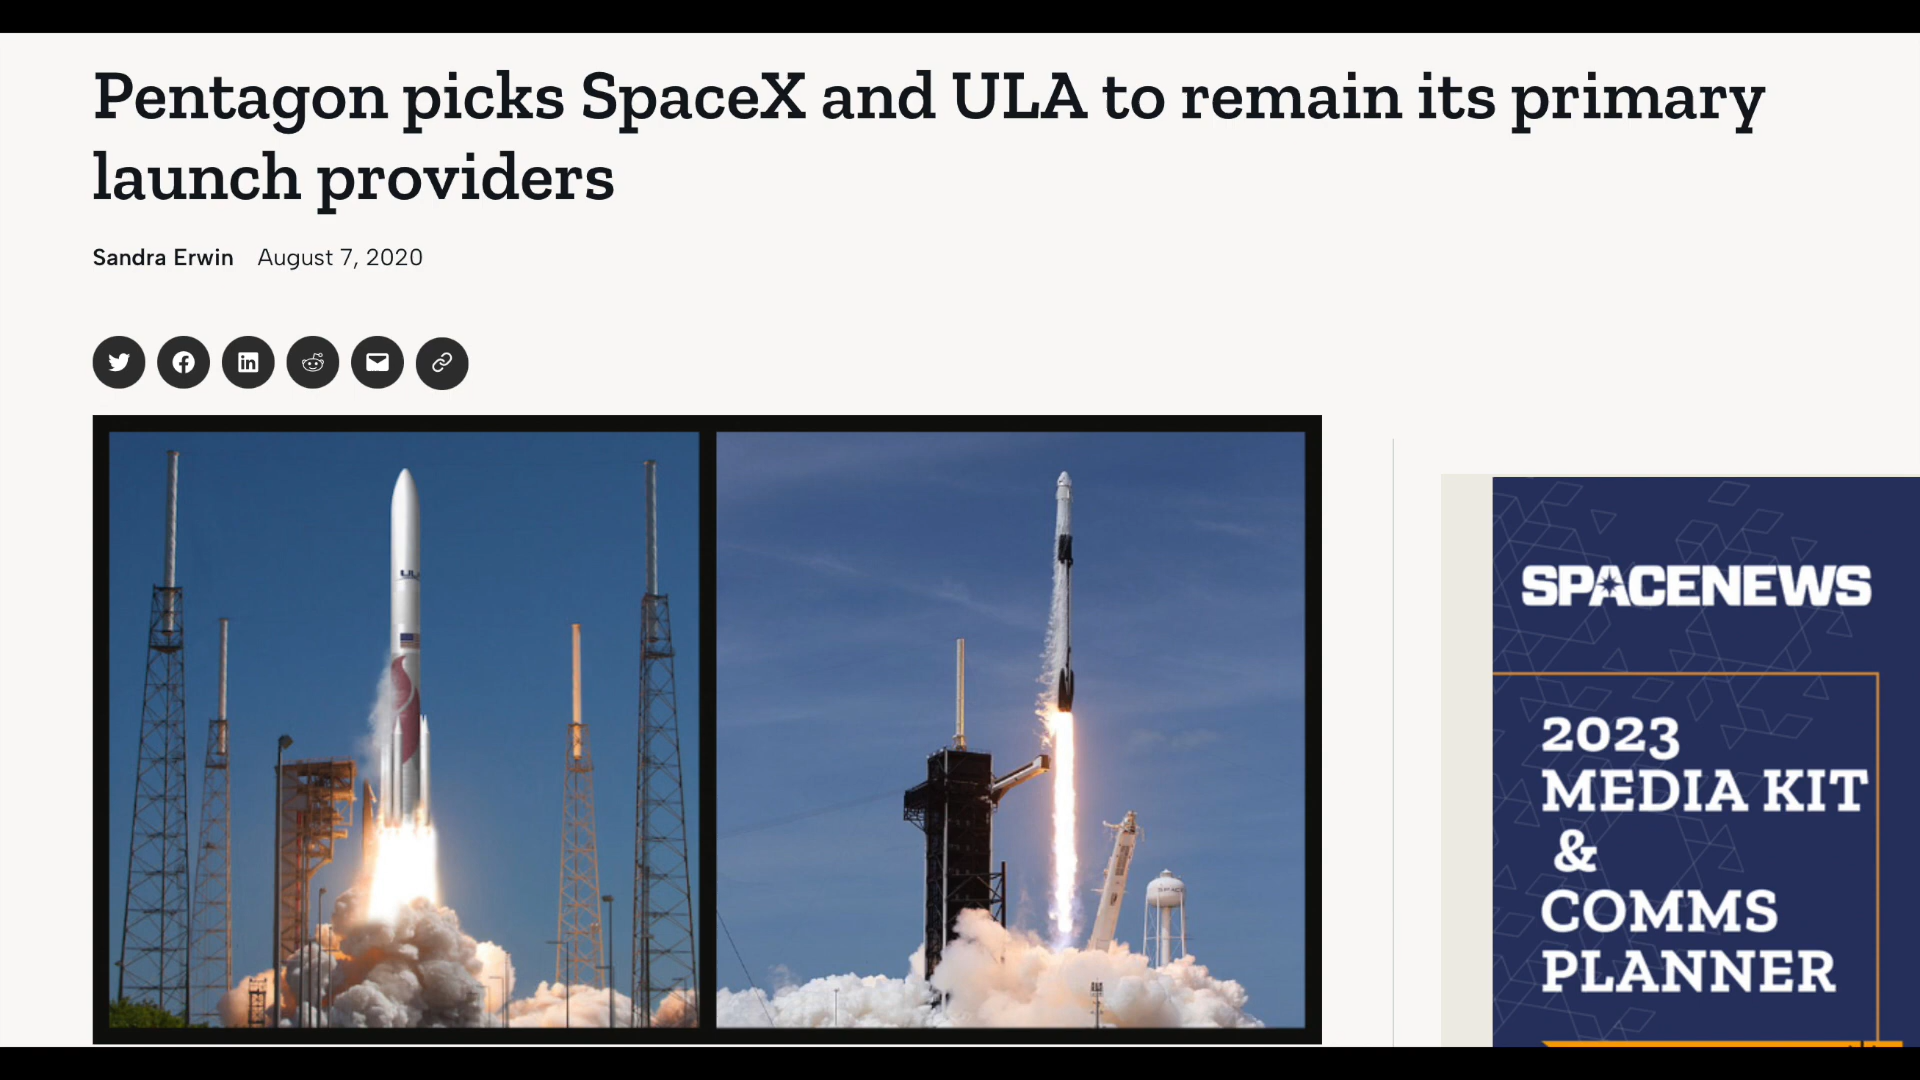 Pentagon picks SpaceX and ULA to remain its primary
launch providers
Sandra Erwin August 7, 2020
SPACENEWS
2023
MEDIA KIT
&
COMMS
PLANNER